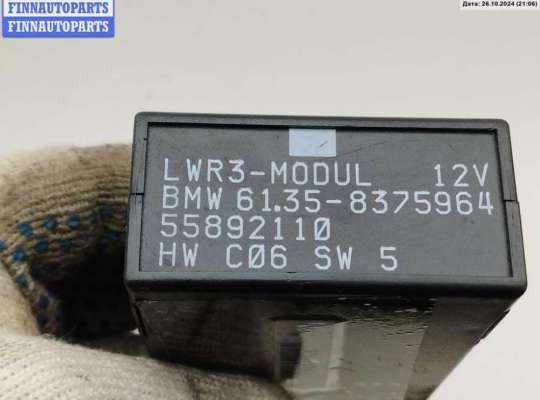 FINNAUTOPARTS
FINNAUTOPARTS
Дата: 26.10.2024 (21:06)
LWR3-MODUL 12V
BMW 61.35-8375964
55892110
HW C06 SW 5